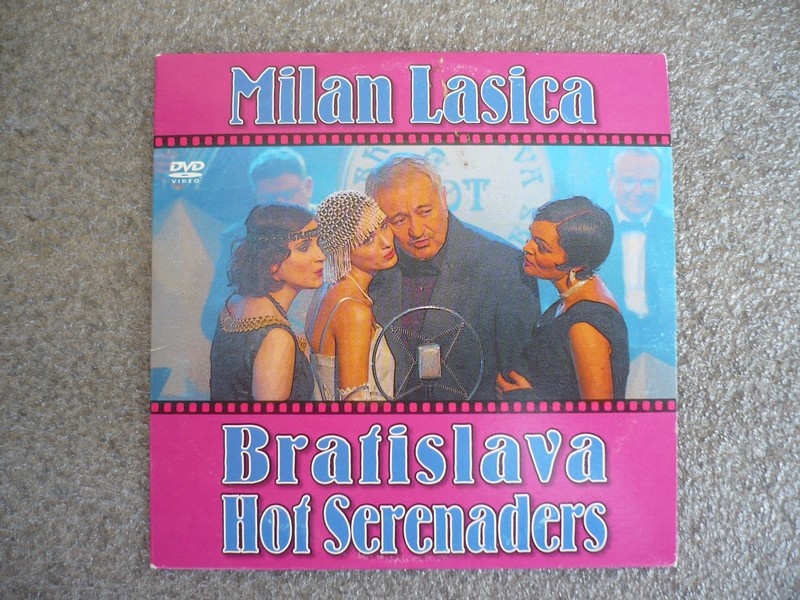 Milan Lasica
DVD
VIDEO
Bratislava
Hot Serenaders